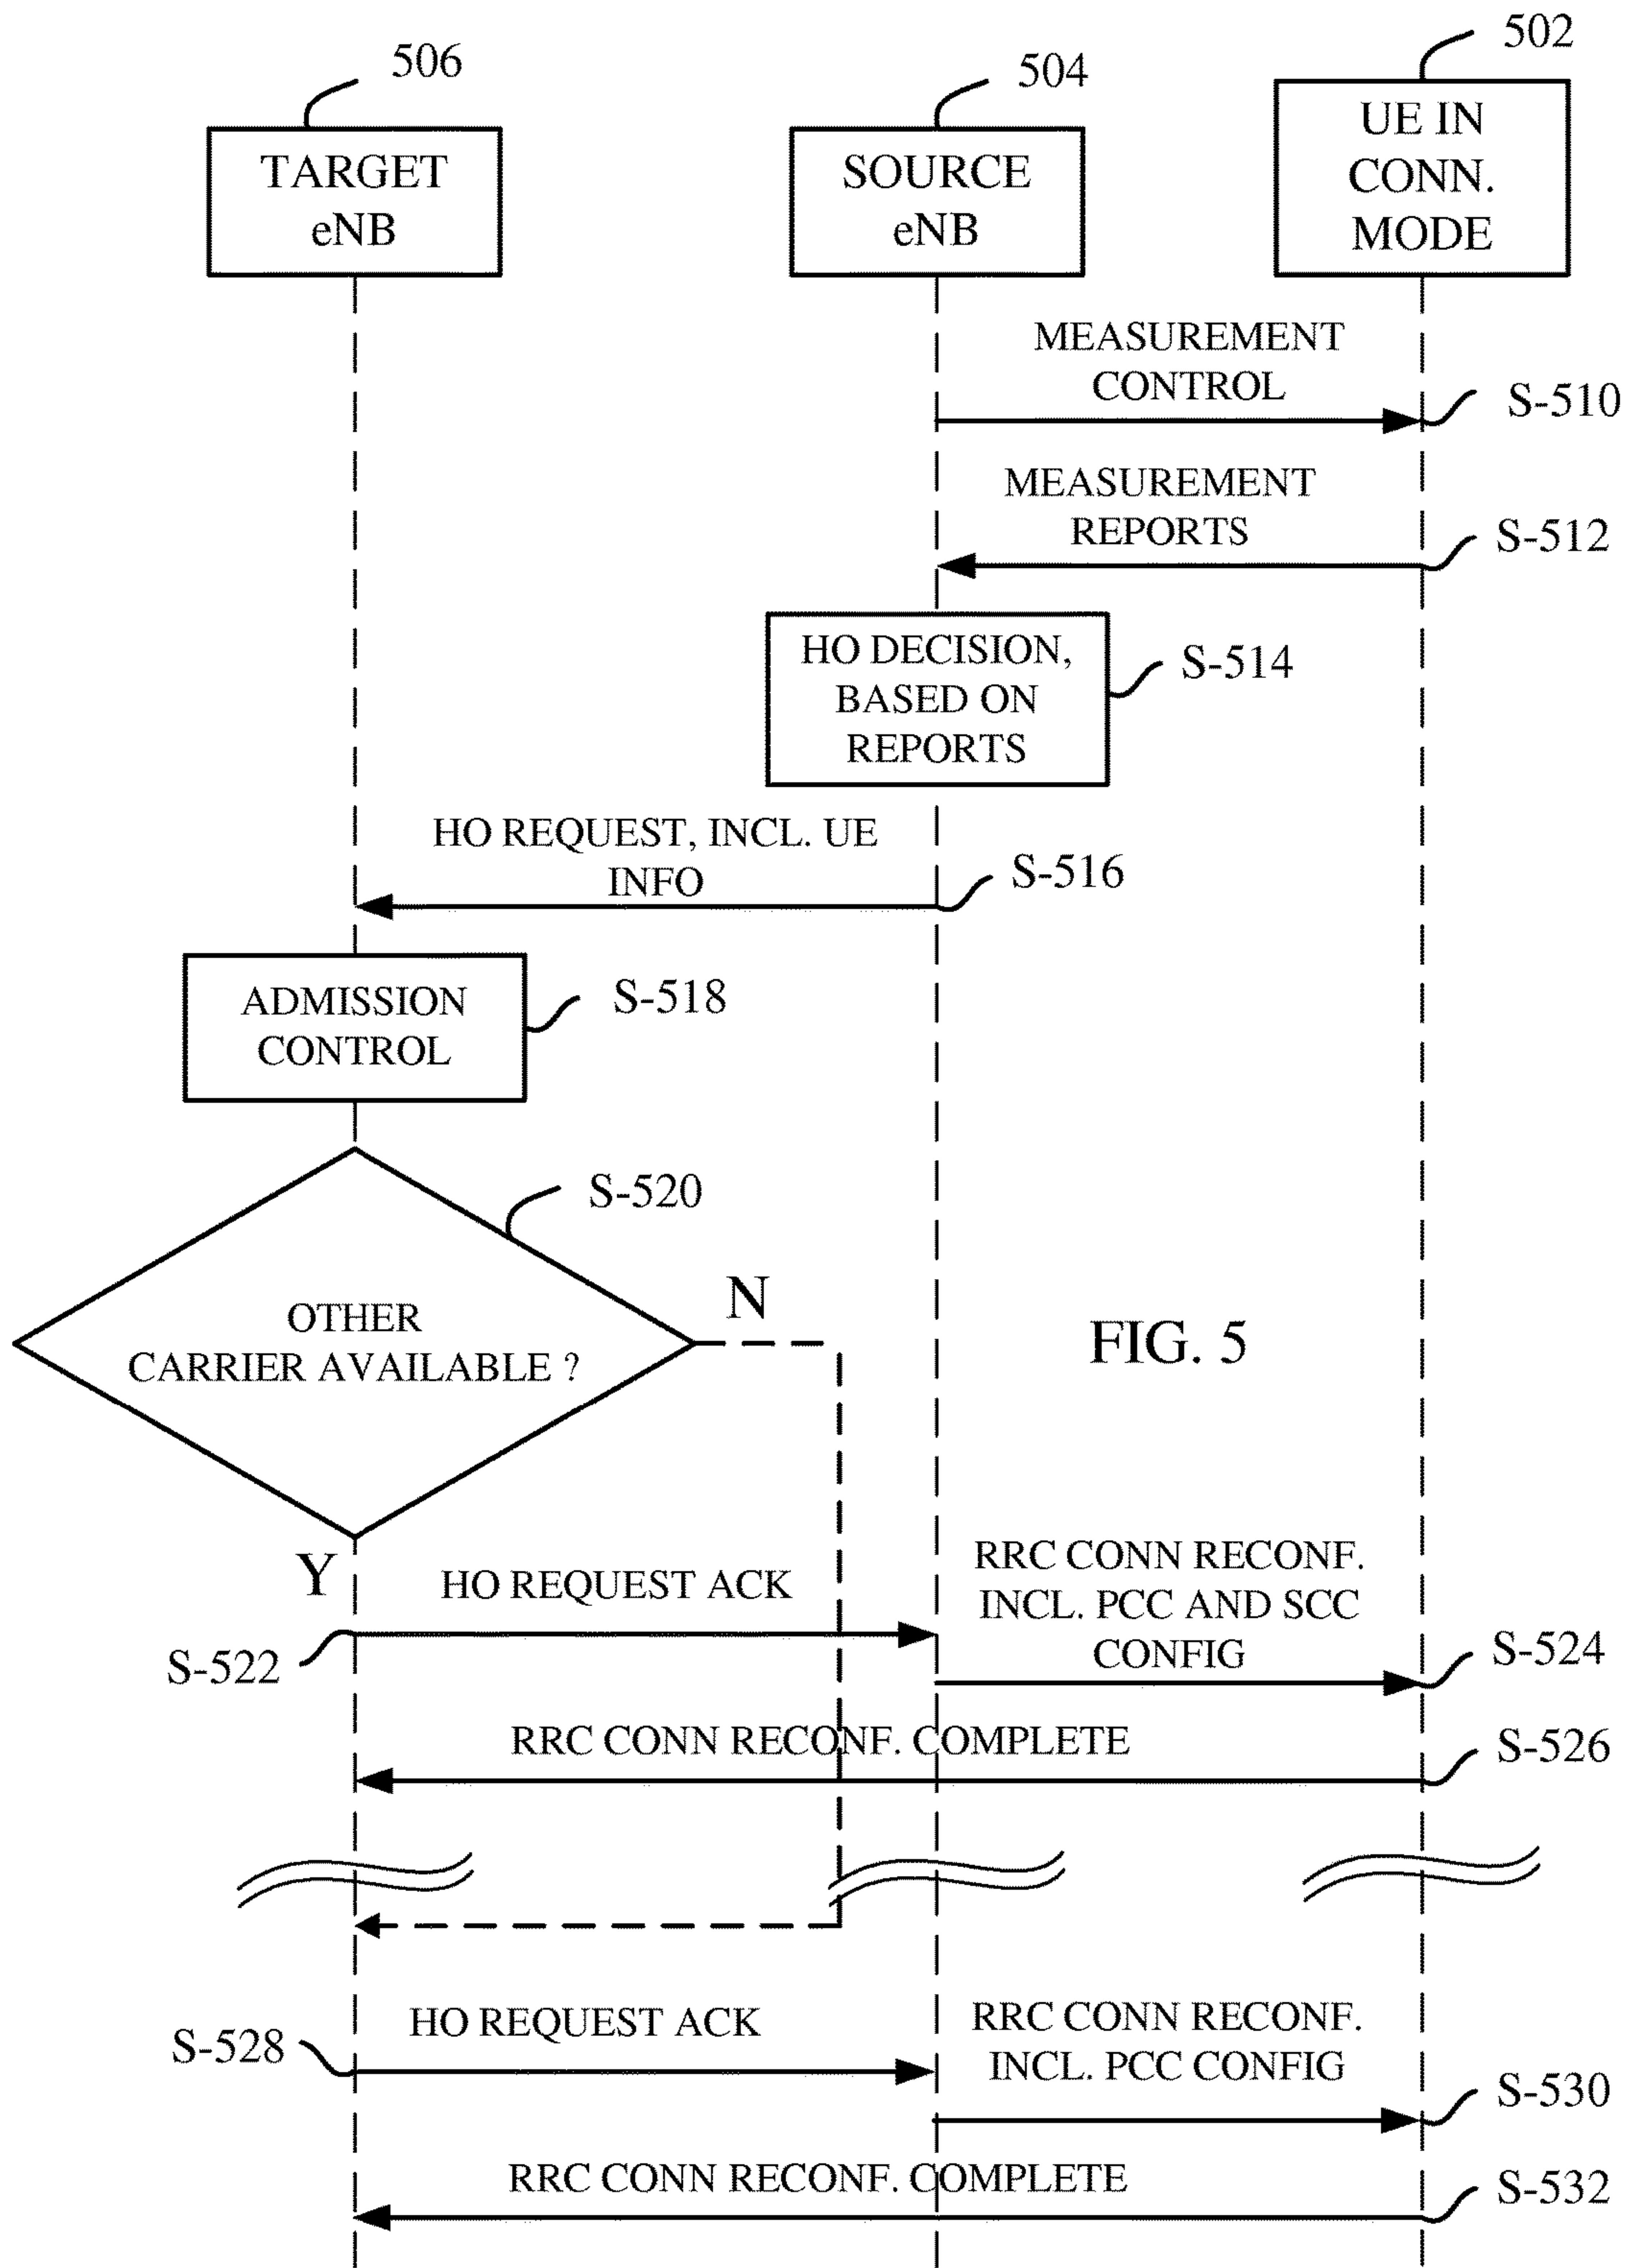 506
504
502
TARGET
eNB
SOURCE
eNB
UE IN
CONN.
MODE
MEASUREMENT
CONTROL
S-510
MEASUREMENT
REPORTS
S-512
HO DECISION,
BASED ON
REPORTS
S-514
HO REQUEST, INCL. UE
INFO
S-516
ADMISSION
CONTROL
S-518
S-520
OTHER
CARRIER AVAILABLE ?
N
FIG. 5
Y
HO REQUEST ACK
S-522
RRC CONN RECONF.
INCL. PCC AND SCC
CONFIG
S-524
RRC CONN RECONF. COMPLETE
S-526
HO REQUEST ACK
S-528
RRC CONN RECONF.
INCL. PCC CONFIG
S-530
RRC CONN RECONF. COMPLETE
S-532